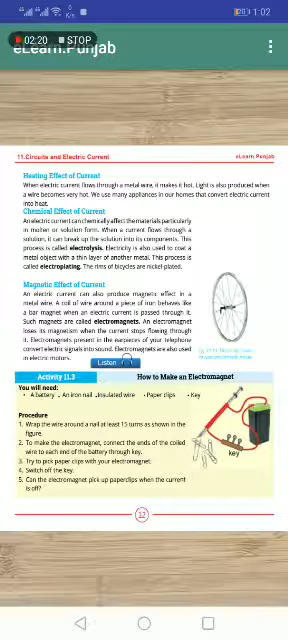 0
K/s
20
1:02
02:20 STOP
eLearn.Punjab
11.Circuits and Electric Current
eLearn.Punjab
Heating Effect of Current
When electric current flows through a metal wire, it makes it hot. Light is also produced when
a wire becomes very hot. We use many appliances in our homes that convert electric current
into heat.
Chemical Effect of Current
An electric current can chemically affect the materials particularly
in molten or solution form. When a current flows through a
solution, it can break up the solution into its components. This
process is called electrolysis. Electricity is also used to coat a
metal object with a thin layer of another metal. This process is
called electroplating. The rims of bicycles are nickel-plated.
Magnetic Effect of Current
An electric current can also produce magnetic effect in a
metal wire. A roll of wire around a piece of iron behaves like
a bar magnet when an electric current is passed through it.
Such magnets are called electromagnets. An electromagnet
loses its magnetism when the current stops flowing through
it. Electromagnets present in the earpieces of your telephone
convert electric signals into sound. Electromagnets are also used
in electric motors.
Listen
Activity 11.3
How to Make an Electromagnet
You will need:
• A battery • An iron nail • Insulated wire • Paper clips • Key
Procedure
1. Wrap the wire around a nail at least 15 turns as shown in the
figure.
2. To make the electromagnet, connect the ends of the coiled
wire to each end of the battery through key.
3. Try to pick paper clips with your electromagnet.
4. Switch off the key.
5. Can the electromagnet pick up paperclips when the current
is off?
key
12